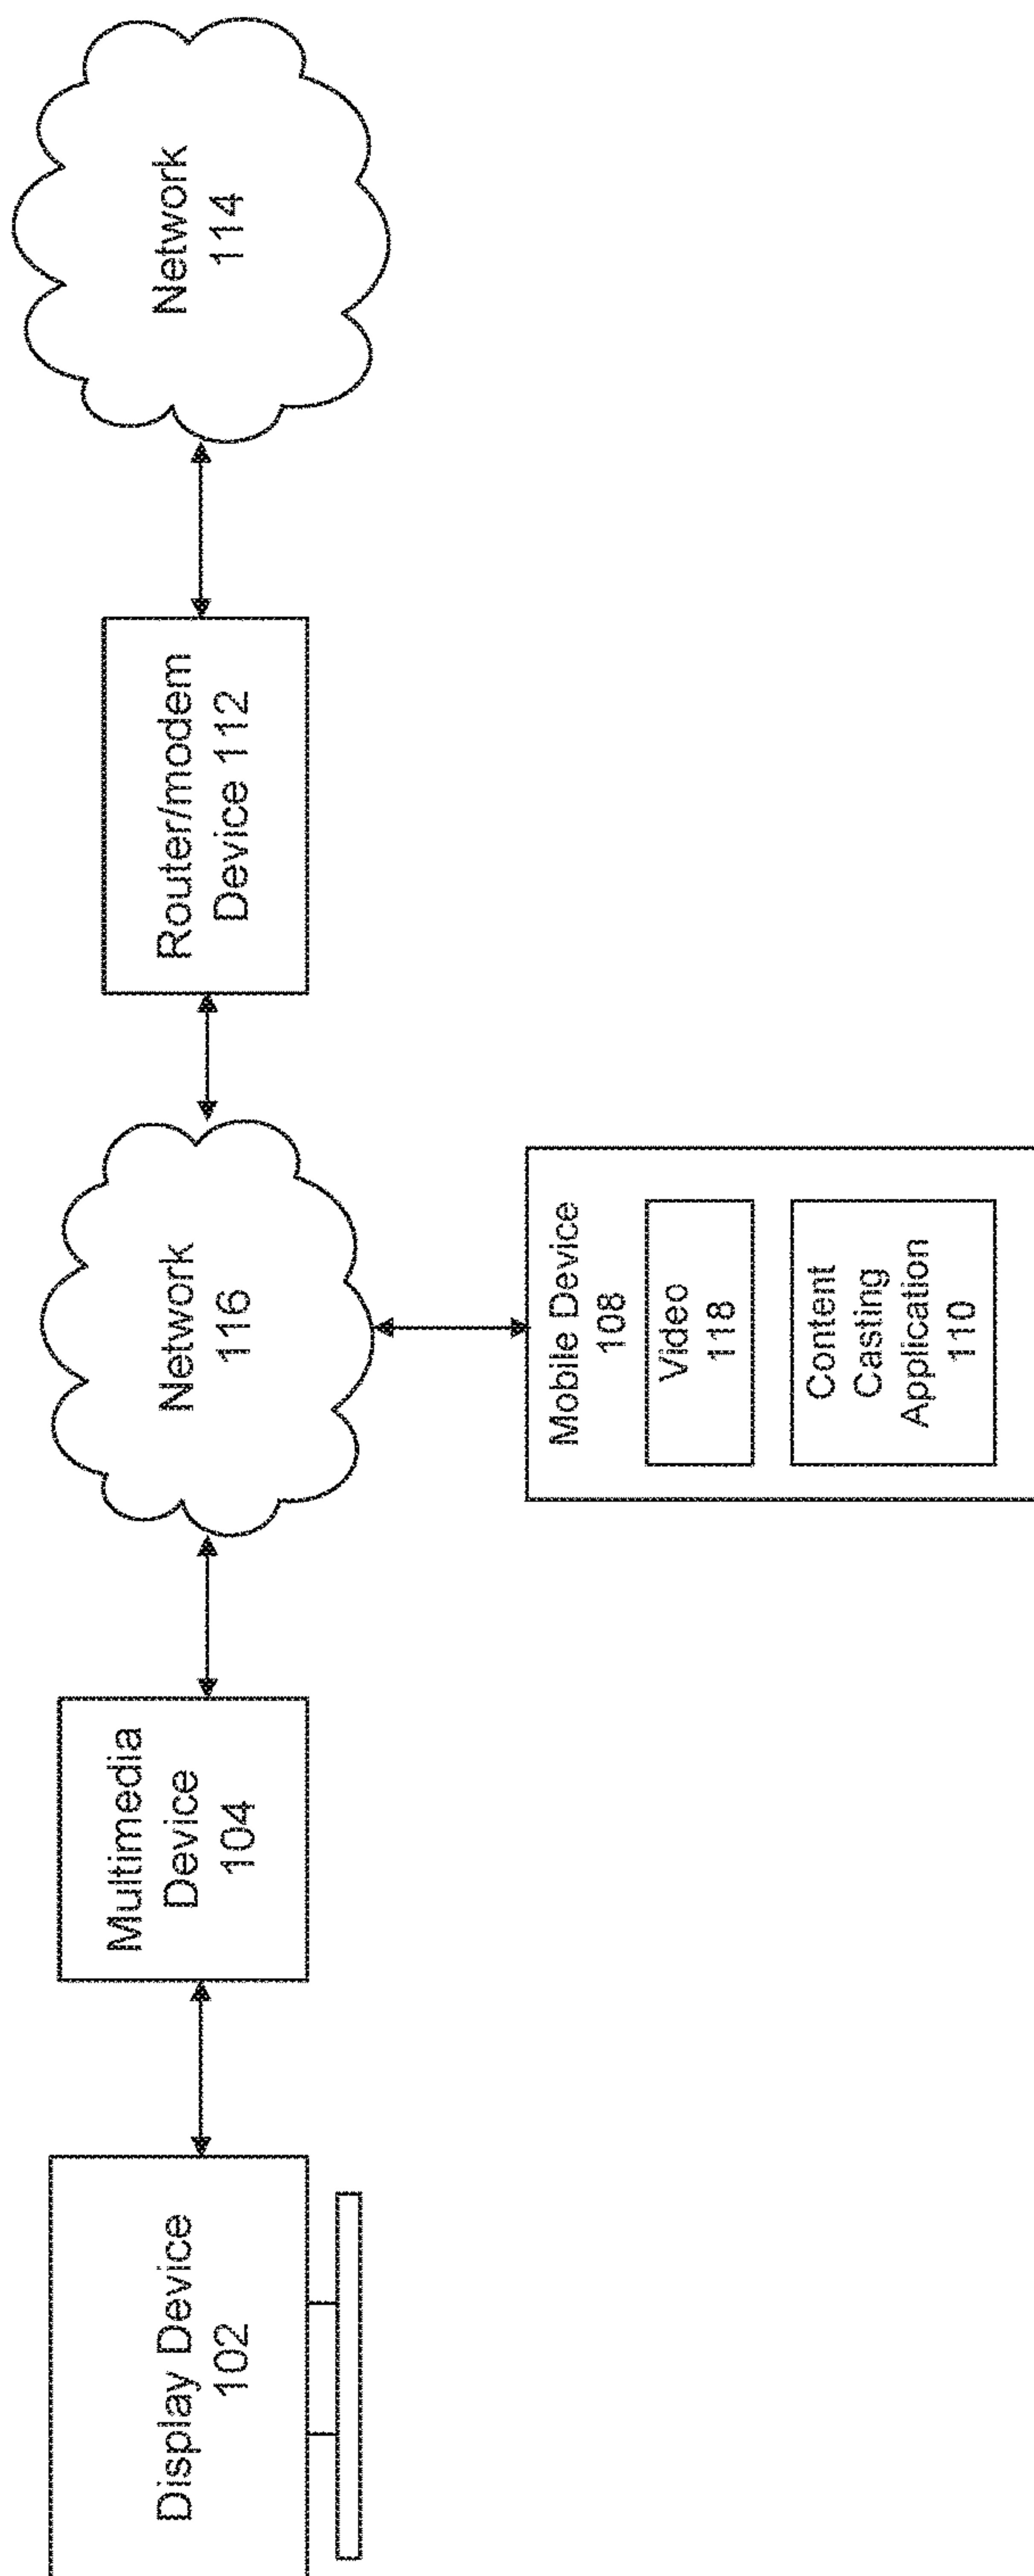 Display Device
102
Multimedia
Device
104
Network
116
Router/modem
Device 112
Network
114
Mobile Device
108
Video
118
Content
Casting
Application
110